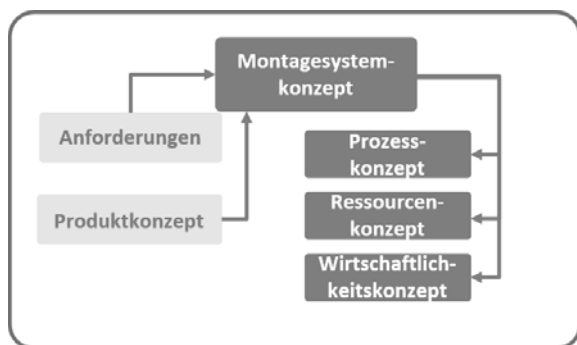 Montagesystem-
konzept
Anforderungen
Prozess-
konzept
Produktkonzept
Ressourcen-
konzept
Wirtschaftlich-
keitskonzept